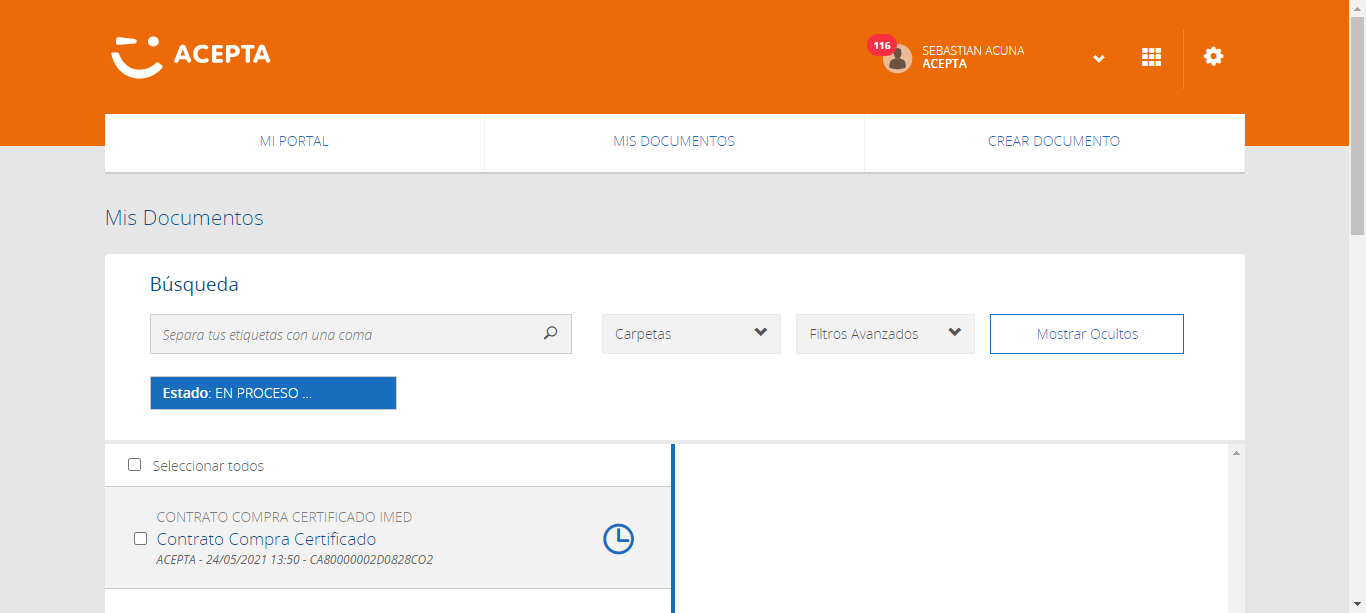 ACEPTA
116
SEBASTIAN ACUNA
ACEPTA
MI PORTAL
MIS DOCUMENTOS
CREAR DOCUMENTO
Mis Documentos
Búsqueda
Separa tus etiquetas con una coma
Carpetas
Filtros Avanzados
Mostrar Ocultos
Estado: EN PROCESO ...
Seleccionar todos
CONTRATO COMPRA CERTIFICADO IMED
Contrato Compra Certificado
ACEPTA - 24/05/2021 13:50 - CA80000002D0828CO2